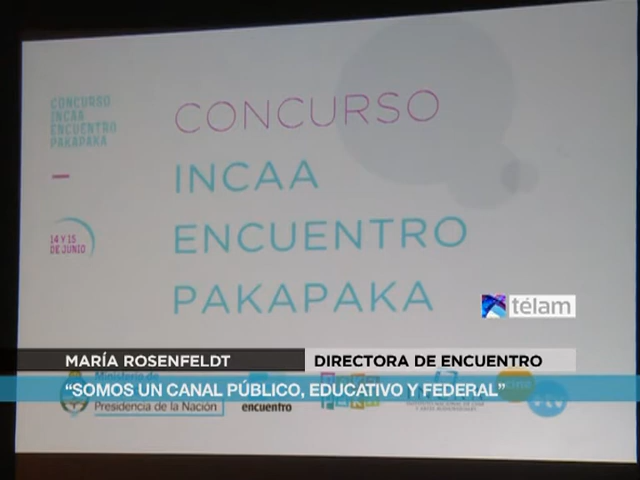 CONCURSO
INCAA
ENCUENTRO
PAKAPAKA
14 Y 15
DE JUNIO
CONCURSO
INCAA
ENCUENTRO
PAKAPAKA
télam
MARÍA ROSENFELDT
DIRECTORA DE ENCUENTRO
“SOMOS UN CANAL PÚBLICO, EDUCATIVO Y FEDERAL”
Presidencia de la Nación
encuentro